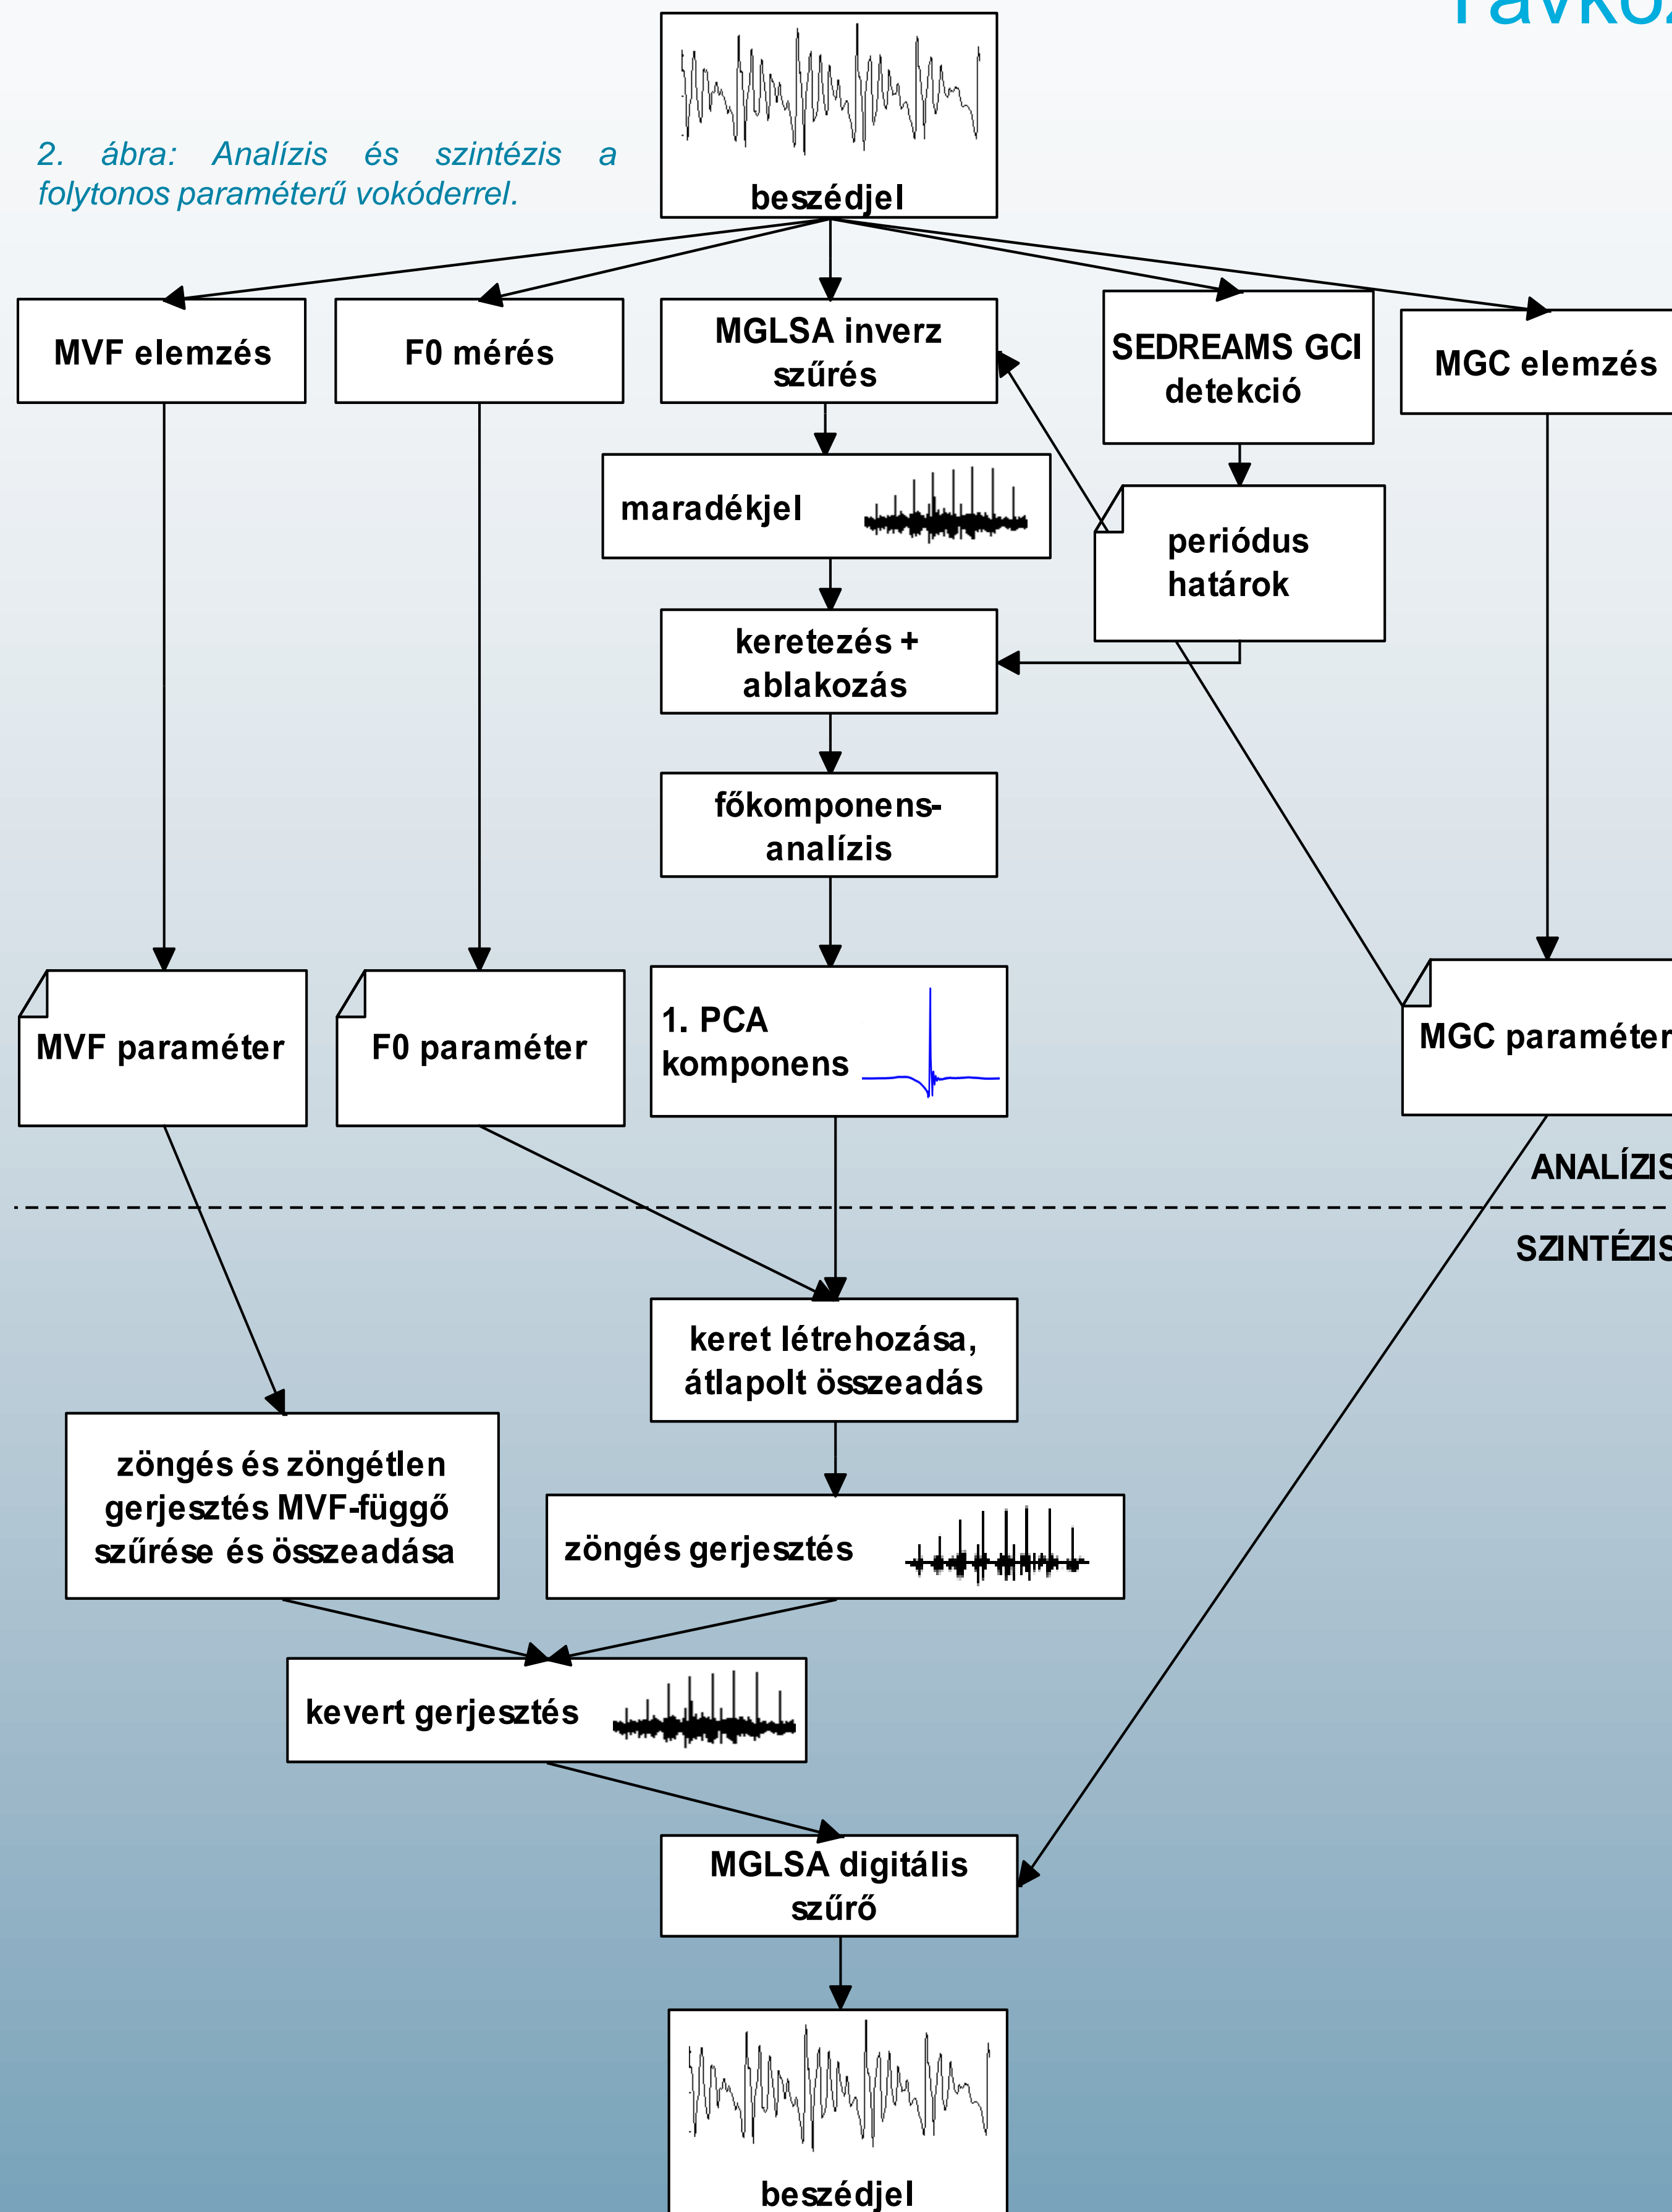 2. ábra: Analízis és szintézis a
folytonos paraméterű vokóderrel.
beszédjel
MVF elemzés
F0 mérés
MGLSA inverz
szűrés
SEDREAMS GCI
detekció
MGC elemzés
maradékjel
periódus
határok
keretezés +
ablakozás
főkomponens-
analízis
MVF paraméter
F0 paraméter
1. PCA
komponens
MGC paraméter
ANALÍZIS
SZINTÉZIS
keret létrehozása,
átlapolt összeadás
zöngés és zöngétlen
gerjesztés MVF-függő
szűrése és összeadása
zöngés gerjesztés
kevert gerjesztés
MGLSA digitális
szűrő
beszédjel